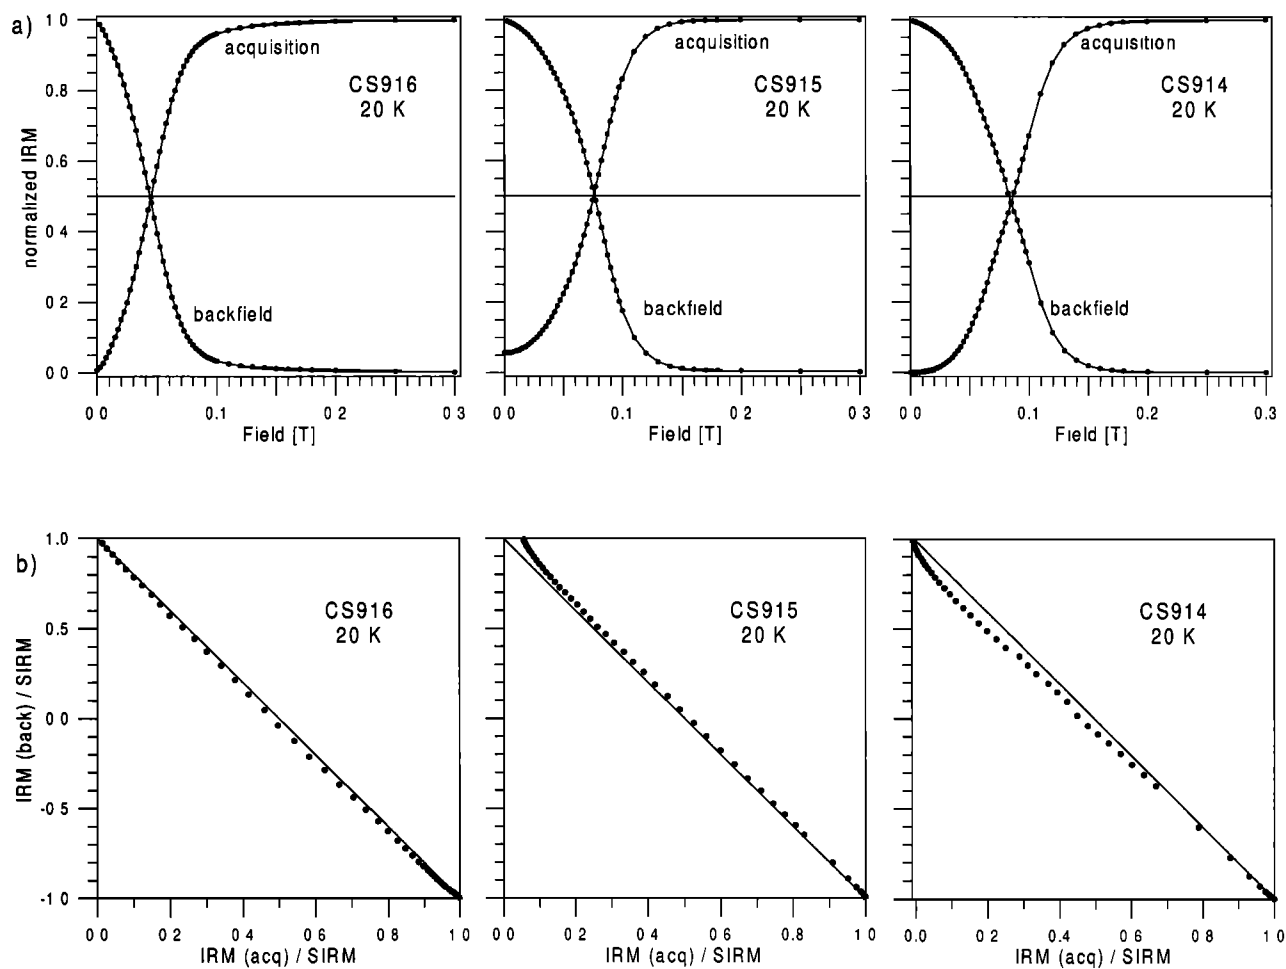 a)
normalized IRM
1.0
0.8
0.6
0 4
0 2
0 0
acquisition
CS916
20 K
backfield
0 0
0.1
0 2
0 3
Field [T]
acquisition
CS915
20 K
backfield
0 0
0.1
0 2
0 3
Field [T]
acquisition
CS914
20 K
backfield
0 0
0.1
0 2
0.3
Field [T]
b)
IRM (back) / SIRM
1.0
0.5
0 0
-0 5
-1 0
CS916
20 K
0 0
0 2
0 4
0 6
0 8
1 0
IRM (acq) / SIRM
CS915
20 K
0 0
0 2
0 4
0 6
0 8
1 0
IRM (acq) / SIRM
CS914
20 K
0.0
0 2
0 4
0 6
0 8
1 0
IRM (acq) / SIRM